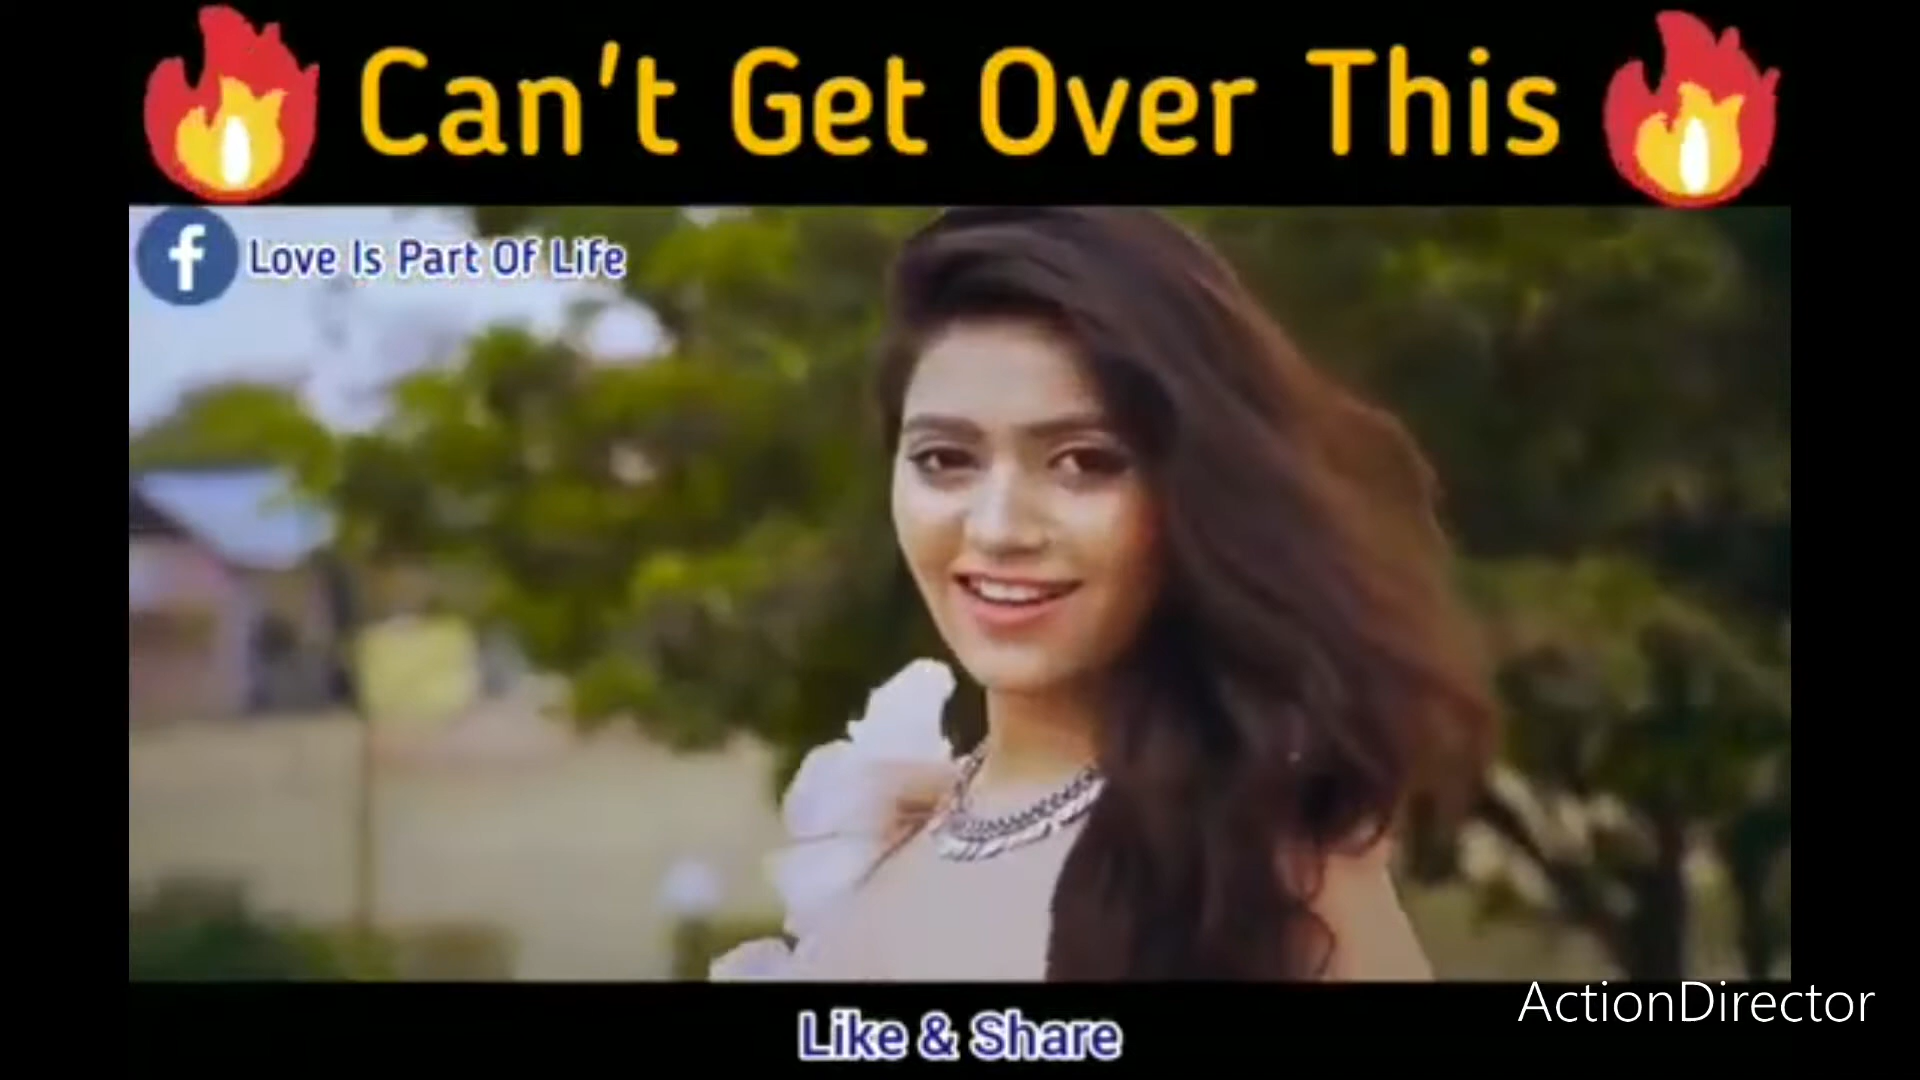 Can't Get Over This
f Love Is Part Of Life
ActionDirector
Like & Share